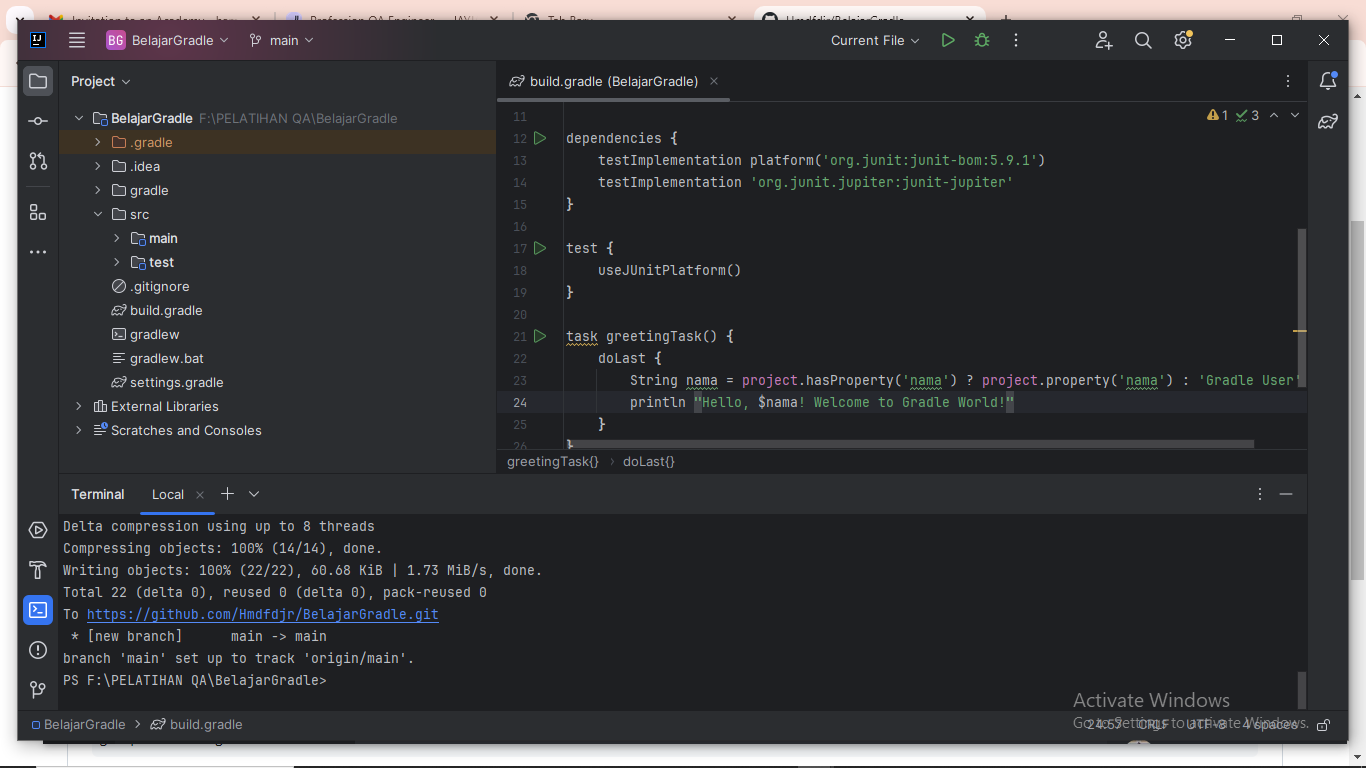 Invitation to an Academy
Profession QA Engineer
Tab Baru
Hmdfdjr/BelajarGradle
BG BelajarGradle main Current File
Project
build.gradle (BelajarGradle)
BelajarGradle F:\PELATIHAN QA\BelajarGradle
.gradle
.idea
gradle
src
main
test
.gitignore
build.gradle
gradlew
gradlew.bat
settings.gradle
External Libraries
Scratches and Consoles
1 3
11
12 dependencies {
13 testImplementation platform('org.junit:junit-bom:5.9.1')
14 testImplementation 'org.junit.jupiter:junit-jupiter'
15 }
16
17 test {
18 useJUnitPlatform()
19 }
20
21 task greetingTask() {
22 doLast {
23 String nama = project.hasProperty('nama') ? project.property('nama') : 'Gradle User'
24 println "Hello, $nama! Welcome to Gradle World!"
25 }
26 }
greetingTask{} › doLast{}
Terminal Local
Delta compression using up to 8 threads
Compressing objects: 100% (14/14), done.
Writing objects: 100% (22/22), 60.68 KiB | 1.73 MiB/s, done.
Total 22 (delta 0), reused 0 (delta 0), pack-reused 0
To https://github.com/Hmdfdjr/BelajarGradle.git
* [new branch] main -> main
branch 'main' set up to track 'origin/main'.
PS F:\PELATIHAN QA\BelajarGradle>
Activate Windows
Go to Settings to activate Windows.
BelajarGradle › build.gradle
24:57 CRLF UTF-8 4 spaces